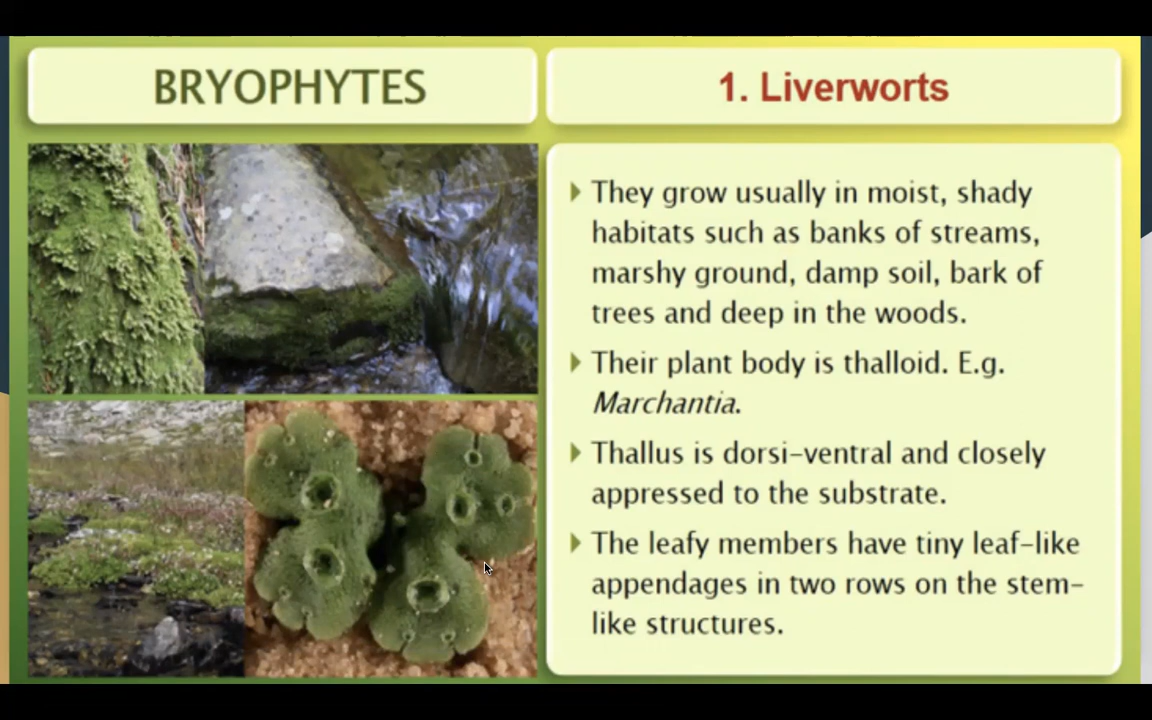 BRYOPHYTES
1. Liverworts
They grow usually in moist, shady
habitats such as banks of streams,
marshy ground, damp soil, bark of
trees and deep in the woods.
Their plant body is thalloid. E.g.
Marchantia.
Thallus is dorsi-ventral and closely
appressed to the substrate.
The leafy members have tiny leaf-like
appendages in two rows on the stem-
like structures.